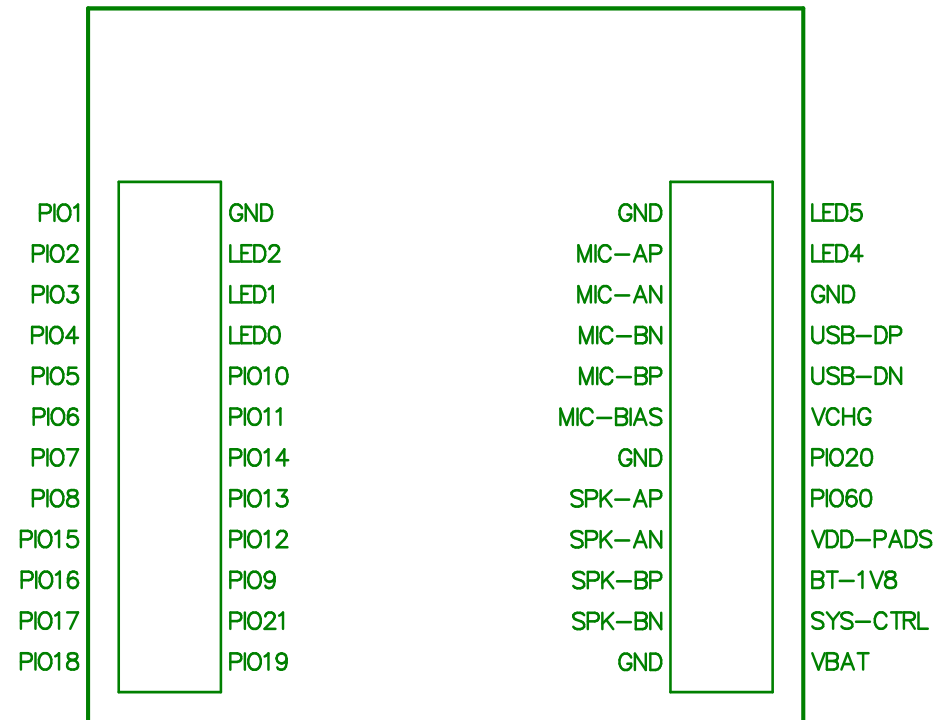 PIO1 GND GND LED5
PIO2 LED2 MIC-AP LED4
PIO3 LED1 MIC-AN GND
PIO4 LED0 MIC-BN USB-DP
PIO5 PIO10 MIC-BP USB-DN
PIO6 PIO11 MIC-BIAS VCHG
PIO7 PIO14 GND PIO20
PIO8 PIO13 SPK-AP PIO60
PIO15 PIO12 SPK-AN VDD-PADS
PIO16 PIO9 SPK-BP BT-1V8
PIO17 PIO21 SPK-BN SYS-CTRL
PIO18 PIO19 GND VBAT